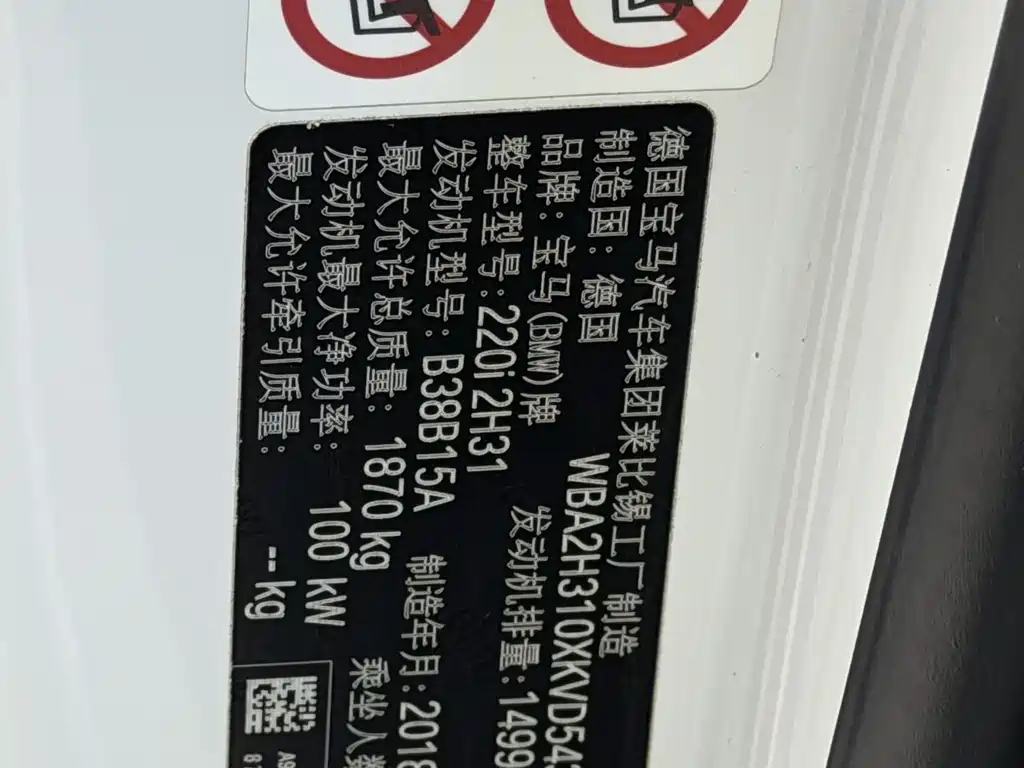 德国宝马汽车集团莱比锡工厂制造
制造国：德国 WBA2H310XKVD54
品牌：宝马(BMW)牌 发动机排量：1499
整车型号：220i 2H31
发动机型号：B38B15A 制造年月：2018
最大允许总质量：1870 kg 乘坐人数
发动机最大净功率：100 kW
最大允许牵引质量：-- kg
A9